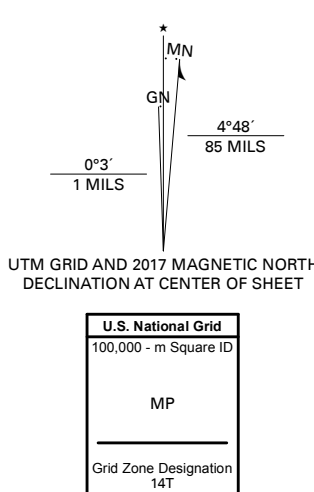 ★
MN
GN
4°48´
85 MILS
0°3´
1 MILS
UTM GRID AND 2017 MAGNETIC NORTH
DECLINATION AT CENTER OF SHEET
U.S. National Grid
100,000 - m Square ID
MP
Grid Zone Designation
14T